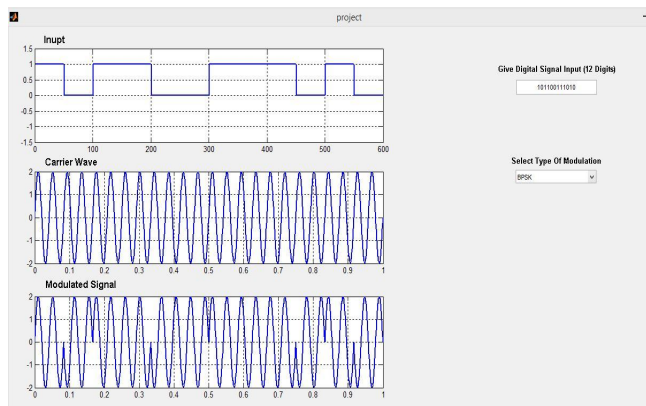 project
Inupt
1.5
1
0.5
0
-0.5
-1
-1.5
0 100 200 300 400 500 600
Carrier Wave
2
1
0
-1
-2
0 0.1 0.2 0.3 0.4 0.5 0.6 0.7 0.8 0.9 1
Modulated Signal
2
1
0
-1
-2
0 0.1 0.2 0.3 0.4 0.5 0.6 0.7 0.8 0.9 1
Give Digital Signal Input (12 Digits)
101100111010
Select Type Of Modulation
BPSK